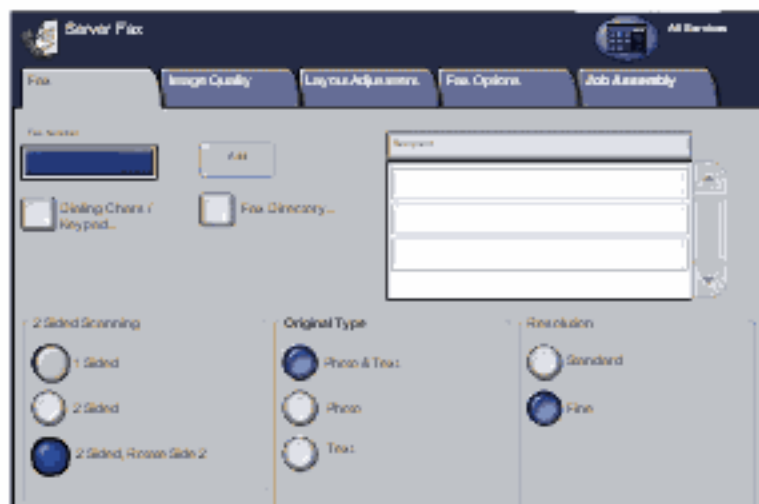 Server Fax
All Services
Fax
Image Quality
Layout Adjustment
Fax Options
Job Assembly
Fax Number
Add
Recipient
Dialing Chars /
Keypad...
Fax Directory...
2 Sided Scanning
1 Sided
2 Sided
2 Sided, Rotate Side 2
Original Type
Photo & Text
Photo
Text
Resolution
Standard
Fine